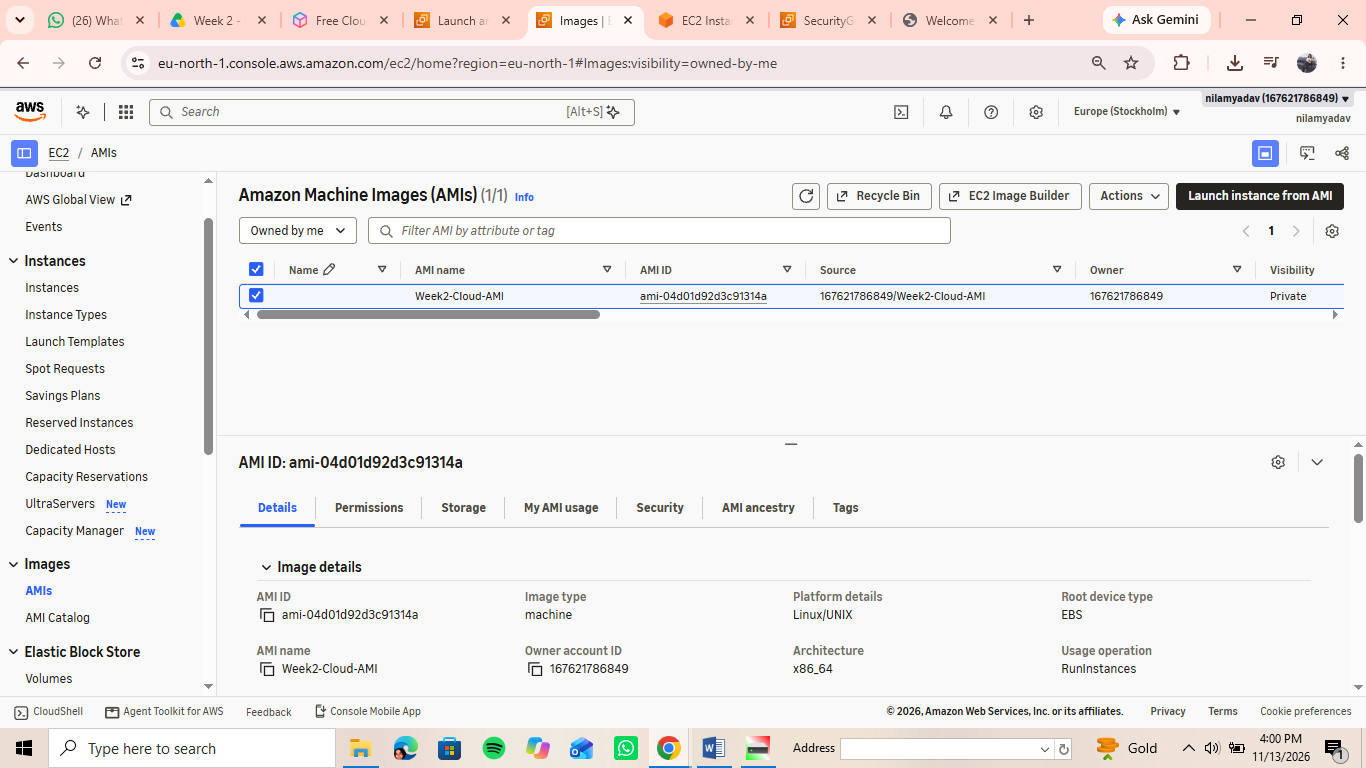 (26) What
Week 2 -
Free Clou
Launch a
Images | E
EC2 Insta
SecurityG
Welcome
Ask Gemini
eu-north-1.console.aws.amazon.com/ec2/home?region=eu-north-1#Images:visibility=owned-by-me
aws
Search
[Alt+S]
Europe (Stockholm)
nilamyadav (167621786849)
nilamyadav
EC2 / AMIs
Dashboard
AWS Global View
Events
Instances
Instances
Instance Types
Launch Templates
Spot Requests
Savings Plans
Reserved Instances
Dedicated Hosts
Capacity Reservations
UltraServers New
Capacity Manager New
Images
AMIs
AMI Catalog
Elastic Block Store
Volumes
Amazon Machine Images (AMIs) (1/1) Info
Recycle Bin
EC2 Image Builder
Actions
Launch instance from AMI
Owned by me
Filter AMI by attribute or tag
1
Name AMI name AMI ID Source Owner Visibility
Week2-Cloud-AMI ami-04d01d92d3c91314a 167621786849/Week2-Cloud-AMI 167621786849 Private
AMI ID: ami-04d01d92d3c91314a
Details Permissions Storage My AMI usage Security AMI ancestry Tags
Image details
AMI ID Image type Platform details Root device type
ami-04d01d92d3c91314a machine Linux/UNIX EBS
AMI name Owner account ID Architecture Usage operation
Week2-Cloud-AMI 167621786849 x86_64 RunInstances
CloudShell Agent Toolkit for AWS Feedback Console Mobile App
© 2026, Amazon Web Services, Inc. or its affiliates. Privacy Terms Cookie preferences
Type here to search
Address
Gold
4:00 PM
11/13/2026
1